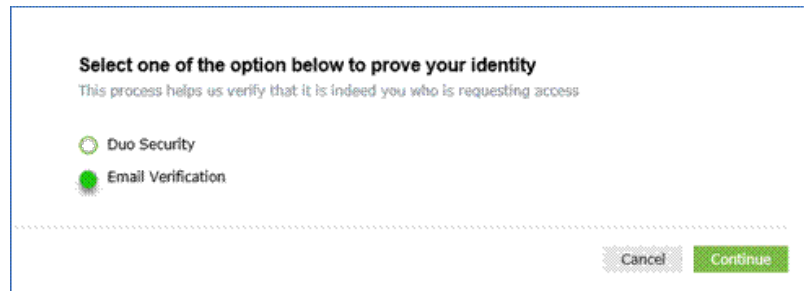 Select one of the option below to prove your identity
This process helps us verify that it is indeed you who is requesting access
Duo Security
Email Verification
Cancel Continue